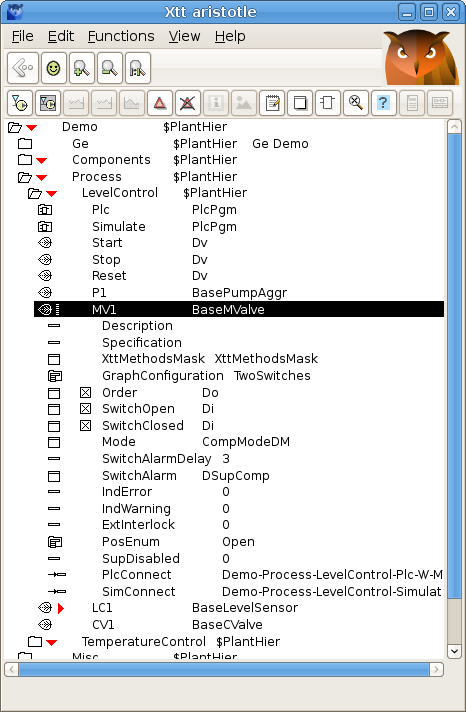 Xtt aristotle
File Edit Functions View Help
Demo $PlantHier
Ge $PlantHier Ge Demo
Components $PlantHier
Process $PlantHier
LevelControl $PlantHier
Plc PlcPgm
Simulate PlcPgm
Start Dv
Stop Dv
Reset Dv
P1 BasePumpAggr
MV1 BaseMValve
Description
Specification
XttMethodsMask XttMethodsMask
GraphConfiguration TwoSwitches
Order Do
SwitchOpen Di
SwitchClosed Di
Mode CompModeDM
SwitchAlarmDelay 3
SwitchAlarm DSupComp
IndError 0
IndWarning 0
ExtInterlock 0
PosEnum Open
SupDisabled 0
PlcConnect Demo-Process-LevelControl-Plc-W-M
SimConnect Demo-Process-LevelControl-Simulat
LC1 BaseLevelSensor
CV1 BaseCValve
TemperatureControl $PlantHier
Misc $PlantHier